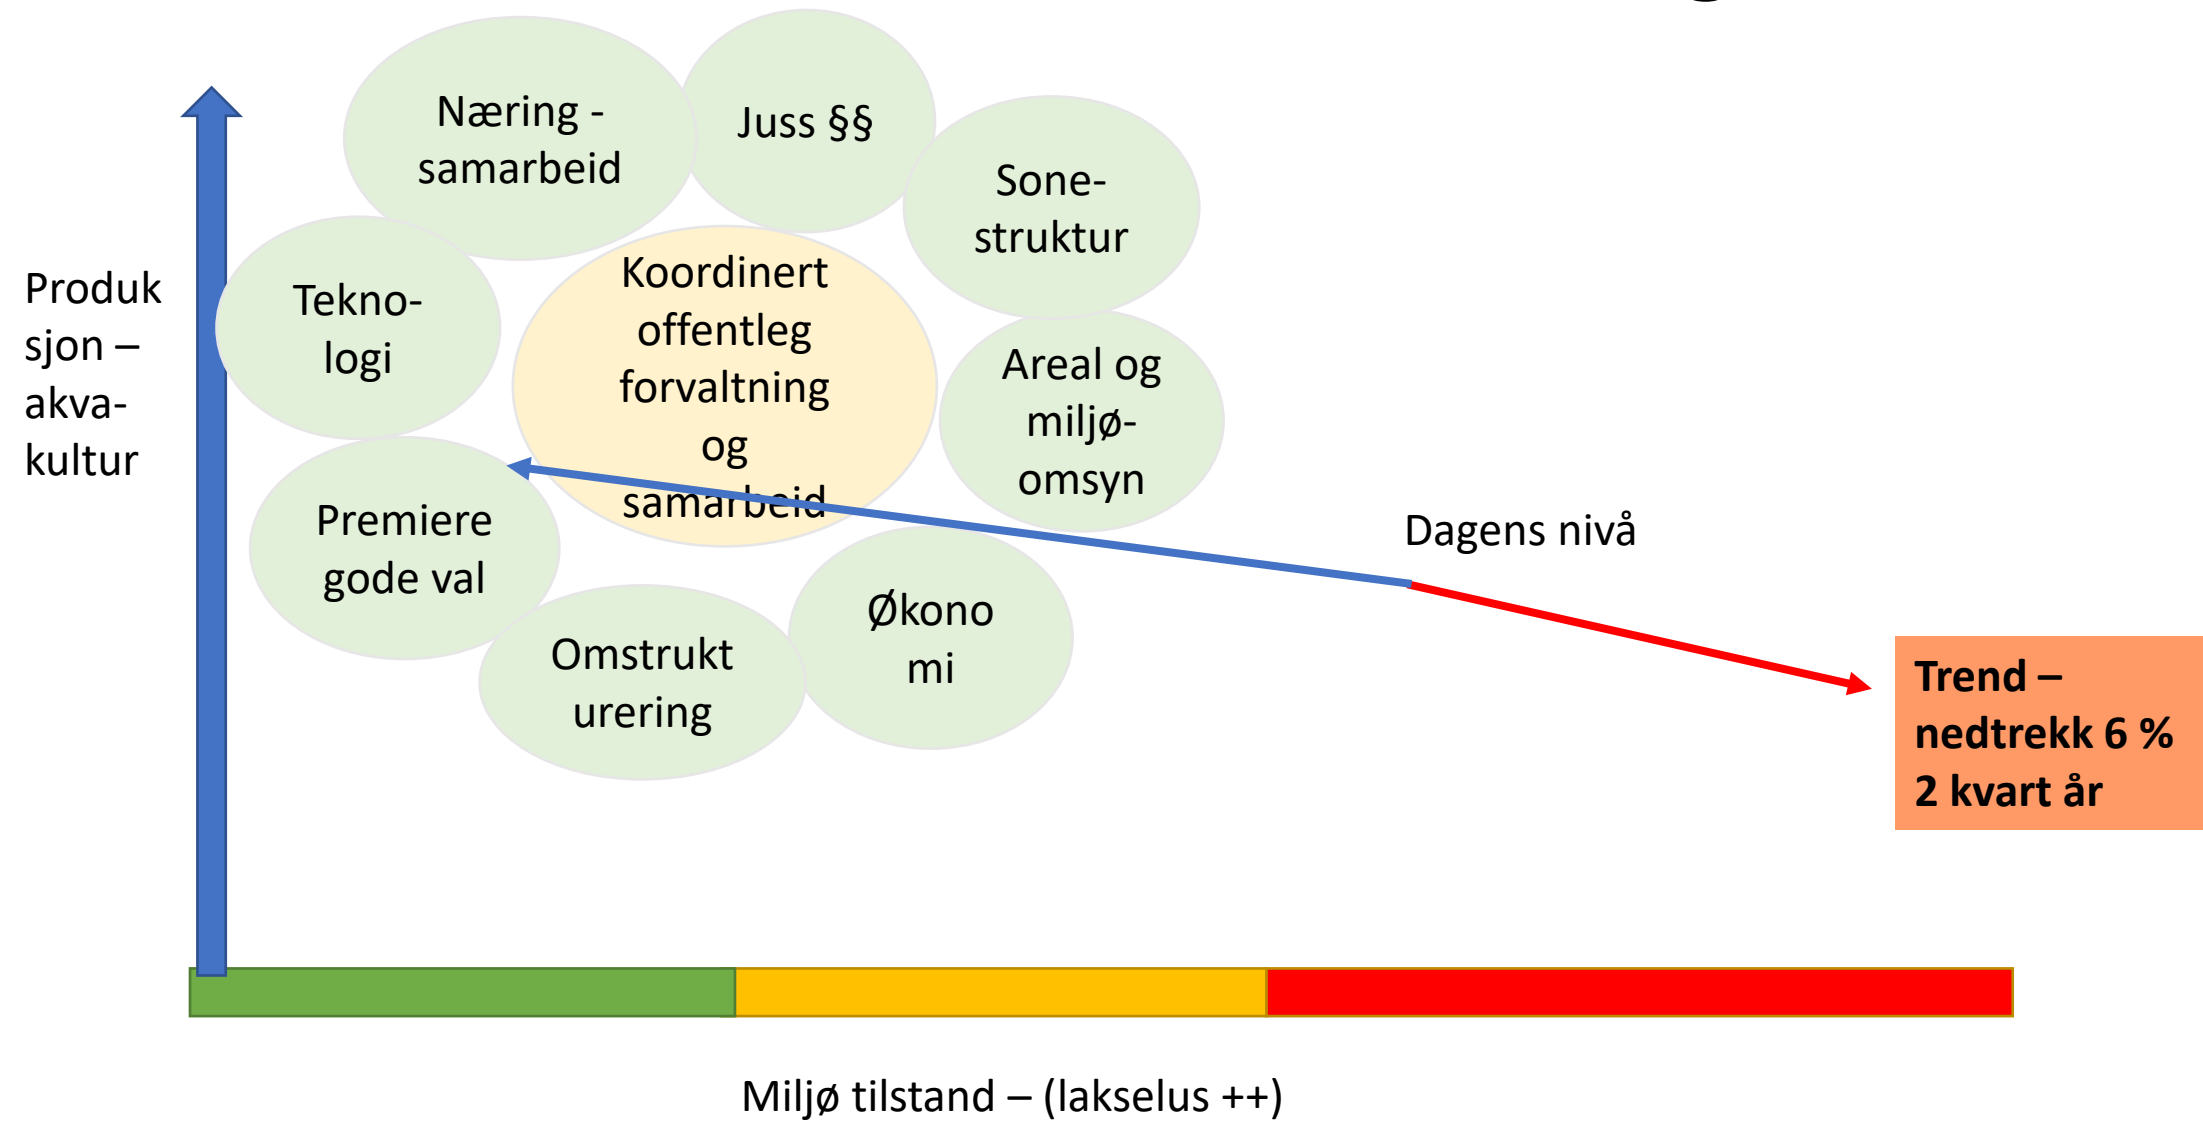 Næring -
samarbeid
Juss §§
Sone-
struktur
Produk
sjon –
akva-
kultur
Tekno-
logi
Koordinert
offentleg
forvaltning
og
samarbeid
Areal og
miljø-
omsyn
Premiere
gode val
Omstrukt
urering
Økono
mi
Dagens nivå
Trend –
nedtrekk 6 %
2 kvart år
Miljø tilstand – (lakselus ++)